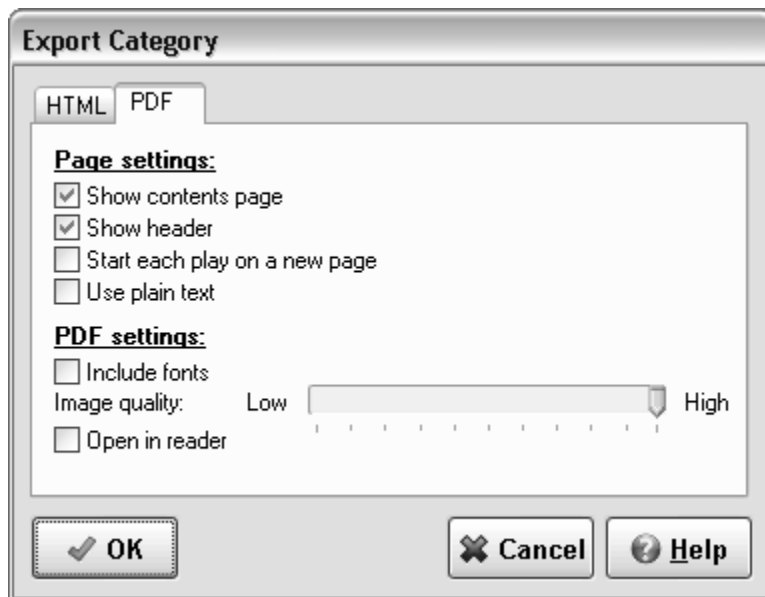 Export Category
HTML PDF
Page settings:
Show contents page
Show header
Start each play on a new page
Use plain text
PDF settings:
Include fonts
Image quality: Low High
Open in reader
OK Cancel Help